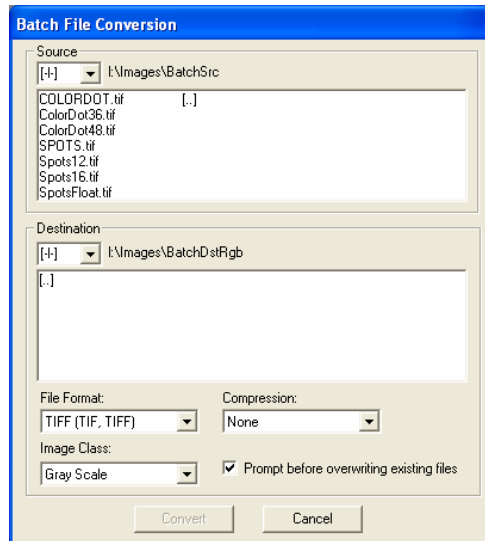 Batch File Conversion
Source
[-I-] I:\Images\BatchSrc
COLORDOT.tif [..]
ColorDot36.tif
ColorDot48.tif
SPOTS.tif
Spots12.tif
Spots16.tif
SpotsFloat.tif
Destination
[-I-] I:\Images\BatchDstRgb
[..]
File Format: Compression:
TIFF (TIF, TIFF) None
Image Class:
Gray Scale Prompt before overwriting existing files
Convert Cancel